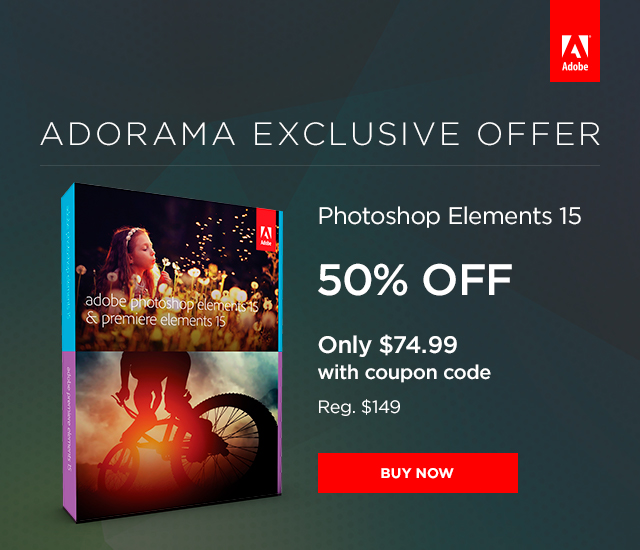 Adobe
ADORAMA EXCLUSIVE OFFER
Adobe
adobe photoshop elements 15
& premiere elements 15
Photoshop Elements 15
50% OFF
Only $74.99
with coupon code
Reg. $149
BUY NOW